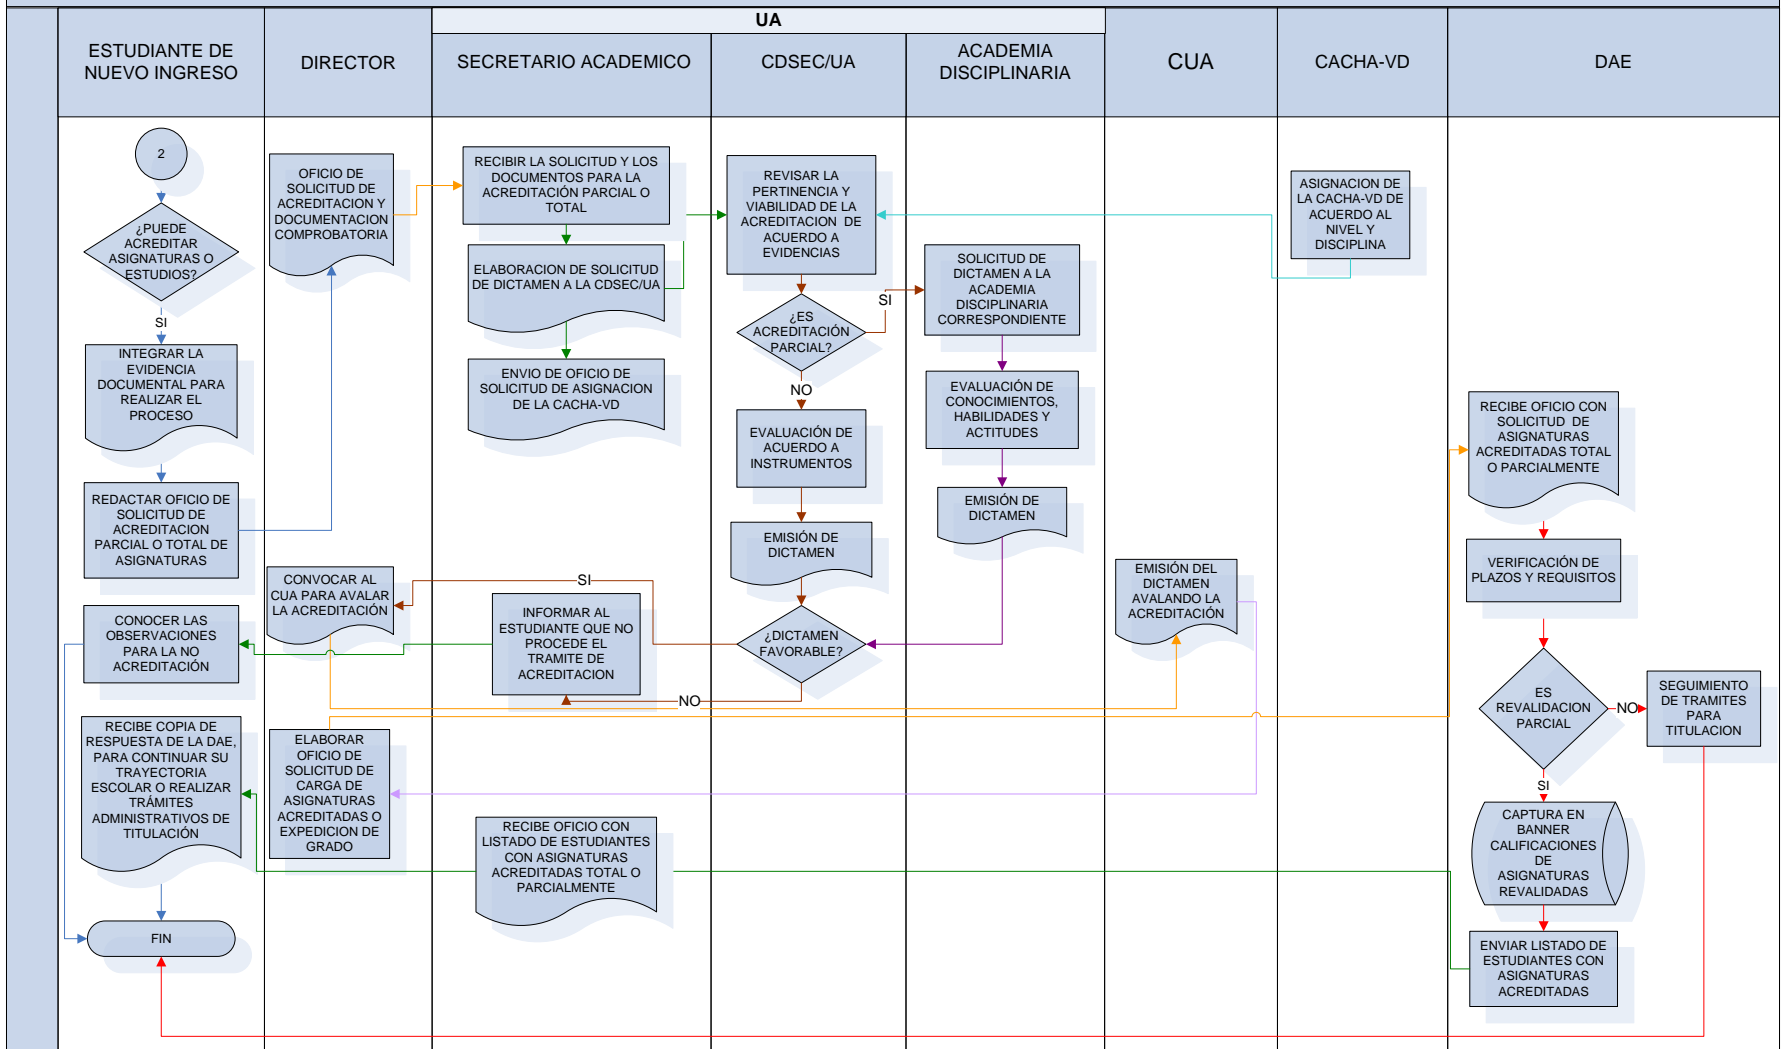 UA
ESTUDIANTE DE
NUEVO INGRESO
DIRECTOR
SECRETARIO ACADEMICO
CDSEC/UA
ACADEMIA
DISCIPLINARIA
CUA
CACHA-VD
DAE
2
¿PUEDE
ACREDITAR
ASIGNATURAS O
ESTUDIOS?
SI
INTEGRAR LA
EVIDENCIA
DOCUMENTAL PARA
REALIZAR EL
PROCESO
REDACTAR OFICIO DE
SOLICITUD DE
ACREDITACION
PARCIAL O TOTAL DE
ASIGNATURAS
CONOCER LAS
OBSERVACIONES
PARA LA NO
ACREDITACIÓN
RECIBE COPIA DE
RESPUESTA DE LA DAE,
PARA CONTINUAR SU
TRAYECTORIA
ESCOLAR O REALIZAR
TRÁMITES
ADMINISTRATIVOS DE
TITULACIÓN
FIN
OFICIO DE
SOLICITUD DE
ACREDITACION Y
DOCUMENTACION
COMPROBATORIA
CONVOCAR AL
CUA PARA AVALAR
LA ACREDITACIÓN
ELABORAR
OFICIO DE
SOLICITUD DE
CARGA DE
ASIGNATURAS
ACREDITADAS O
EXPEDICION DE
GRADO
RECIBIR LA SOLICITUD Y LOS
DOCUMENTOS PARA LA
ACREDITACIÓN PARCIAL O
TOTAL
ELABORACION DE SOLICITUD
DE DICTAMEN A LA CDSEC/UA
ENVIO DE OFICIO DE
SOLICITUD DE ASIGNACION
DE LA CACHA-VD
SI
INFORMAR AL
ESTUDIANTE QUE NO
PROCEDE EL
TRAMITE DE
ACREDITACION
NO
RECIBE OFICIO CON
LISTADO DE ESTUDIANTES
CON ASIGNATURAS
ACREDITADAS TOTAL O
PARCIALMENTE
REVISAR LA
PERTINENCIA Y
VIABILIDAD DE LA
ACREDITACION DE
ACUERDO A
EVIDENCIAS
¿ES
ACREDITACIÓN
PARCIAL?
SI
NO
EVALUACIÓN DE
ACUERDO A
INSTRUMENTOS
EMISIÓN DE
DICTAMEN
¿DICTAMEN
FAVORABLE?
SOLICITUD DE
DICTAMEN A LA
ACADEMIA
DISCIPLINARIA
CORRESPONDIENTE
EVALUACIÓN DE
CONOCIMIENTOS,
HABILIDADES Y
ACTITUDES
EMISIÓN DE
DICTAMEN
EMISIÓN DEL
DICTAMEN
AVALANDO LA
ACREDITACIÓN
ASIGNACION DE
LA CACHA-VD DE
ACUERDO AL
NIVEL Y
DISCIPLINA
RECIBE OFICIO CON
SOLICITUD DE
ASIGNATURAS
ACREDITADAS TOTAL
O PARCIALMENTE
VERIFICACIÓN DE
PLAZOS Y REQUISITOS
ES
REVALIDACION
PARCIAL
NO
SEGUIMIENTO
DE TRAMITES
PARA
TITULACION
SI
CAPTURA EN
BANNER
CALIFICACIONES
DE
ASIGNATURAS
REVALIDADAS
ENVIAR LISTADO DE
ESTUDIANTES CON
ASIGNATURAS
ACREDITADAS